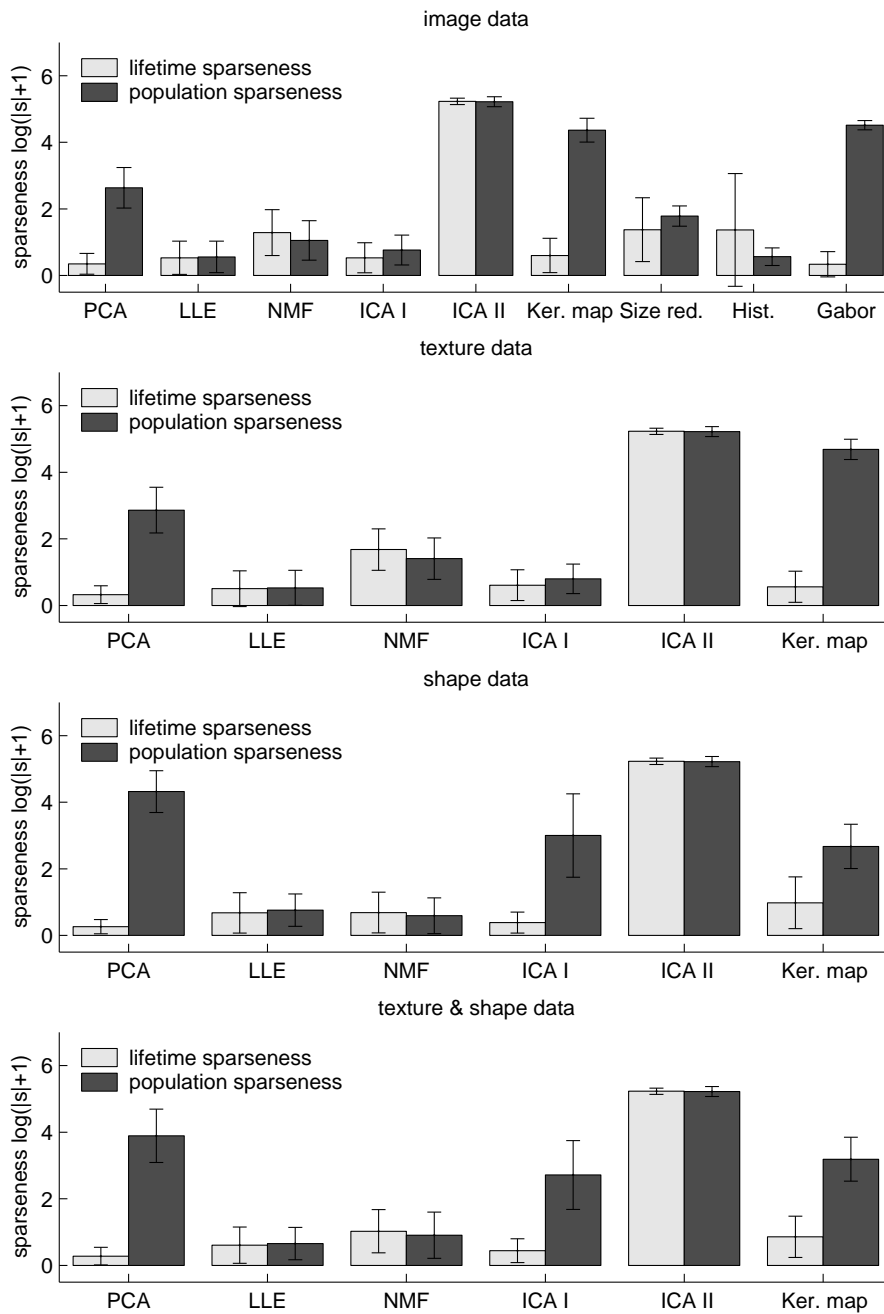 image data
sparseness log(|s|+1)
6
4
2
0
lifetime sparseness
population sparseness
PCA LLE NMF ICA I ICA II Ker. map Size red. Hist. Gabor
texture data
sparseness log(|s|+1)
6
4
2
0
lifetime sparseness
population sparseness
PCA LLE NMF ICA I ICA II Ker. map
shape data
sparseness log(|s|+1)
6
4
2
0
lifetime sparseness
population sparseness
PCA LLE NMF ICA I ICA II Ker. map
texture & shape data
sparseness log(|s|+1)
6
4
2
0
lifetime sparseness
population sparseness
PCA LLE NMF ICA I ICA II Ker. map